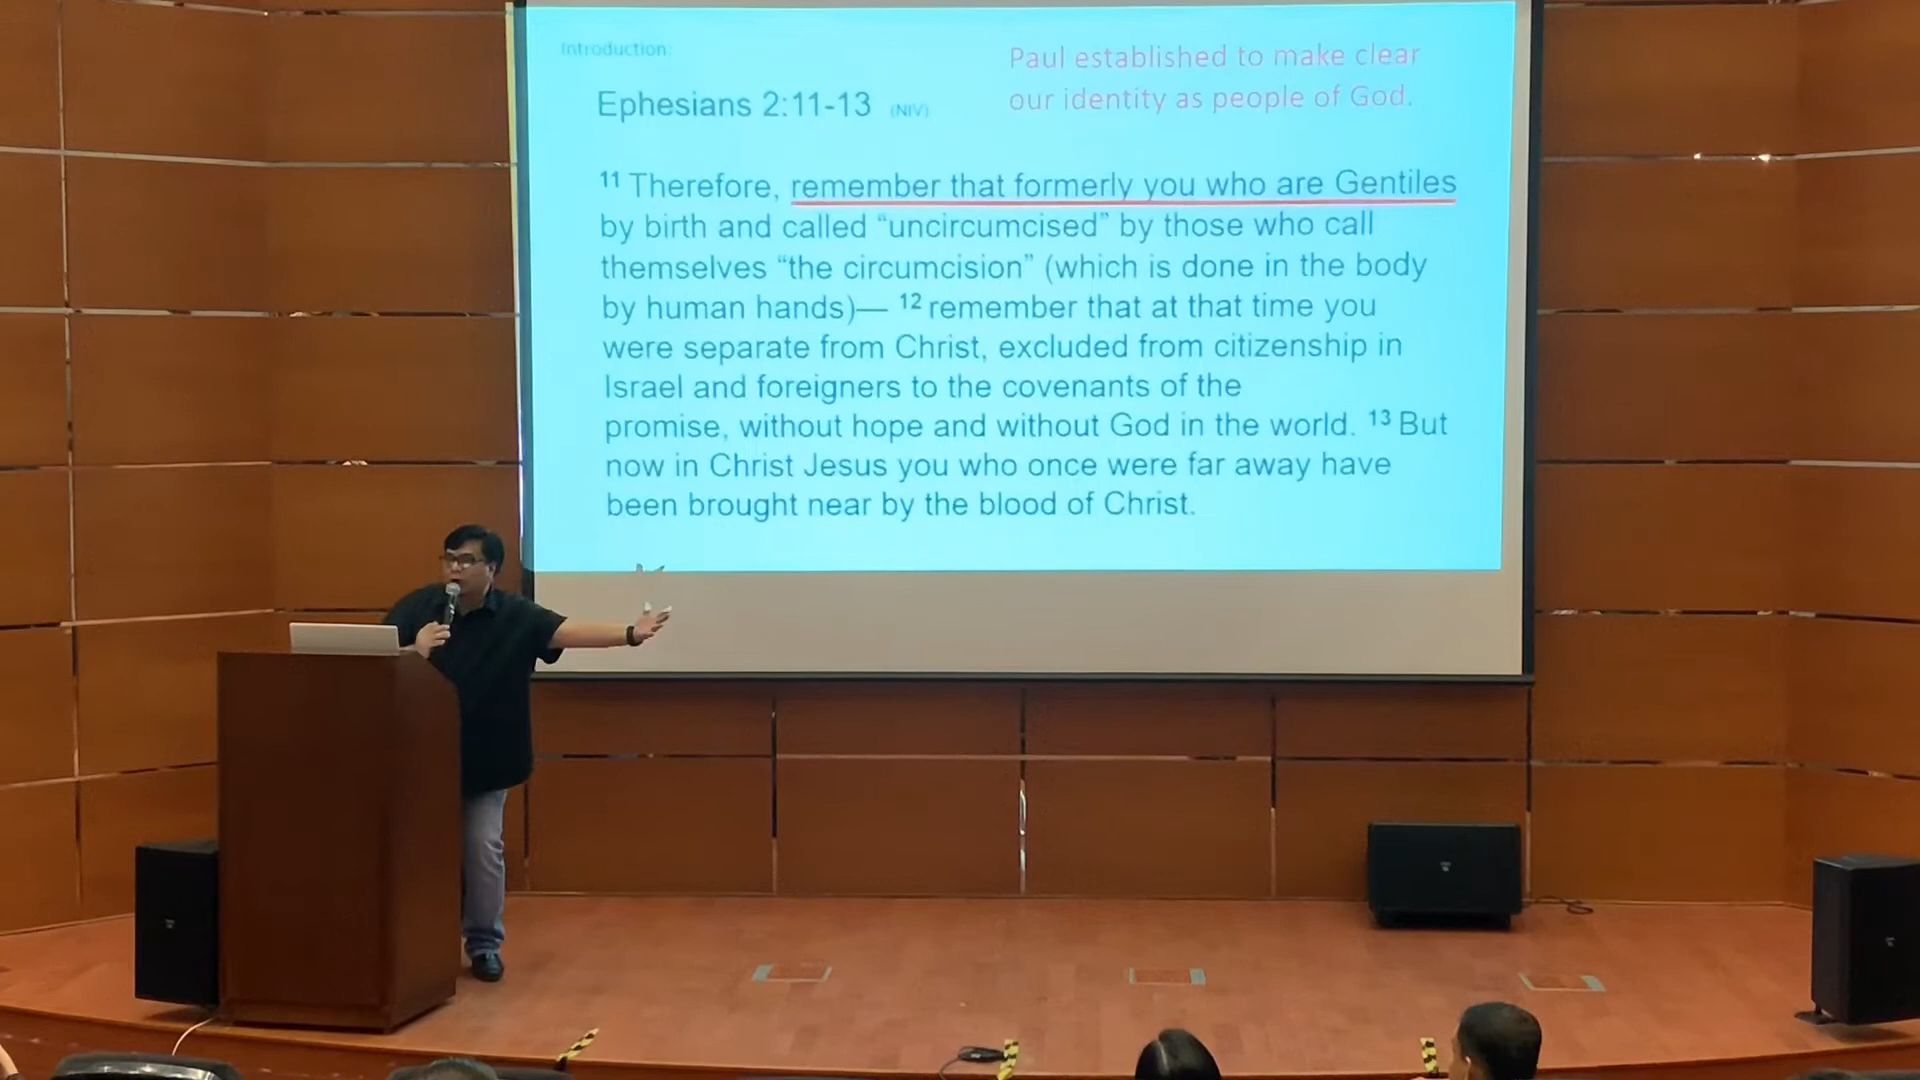 Introduction:
Paul established to make clear
our identity as people of God.
Ephesians 2:11-13 (NIV)
11 Therefore, remember that formerly you who are Gentiles
by birth and called “uncircumcised” by those who call
themselves “the circumcision” (which is done in the body
by human hands)— 12 remember that at that time you
were separate from Christ, excluded from citizenship in
Israel and foreigners to the covenants of the
promise, without hope and without God in the world. 13 But
now in Christ Jesus you who once were far away have
been brought near by the blood of Christ.